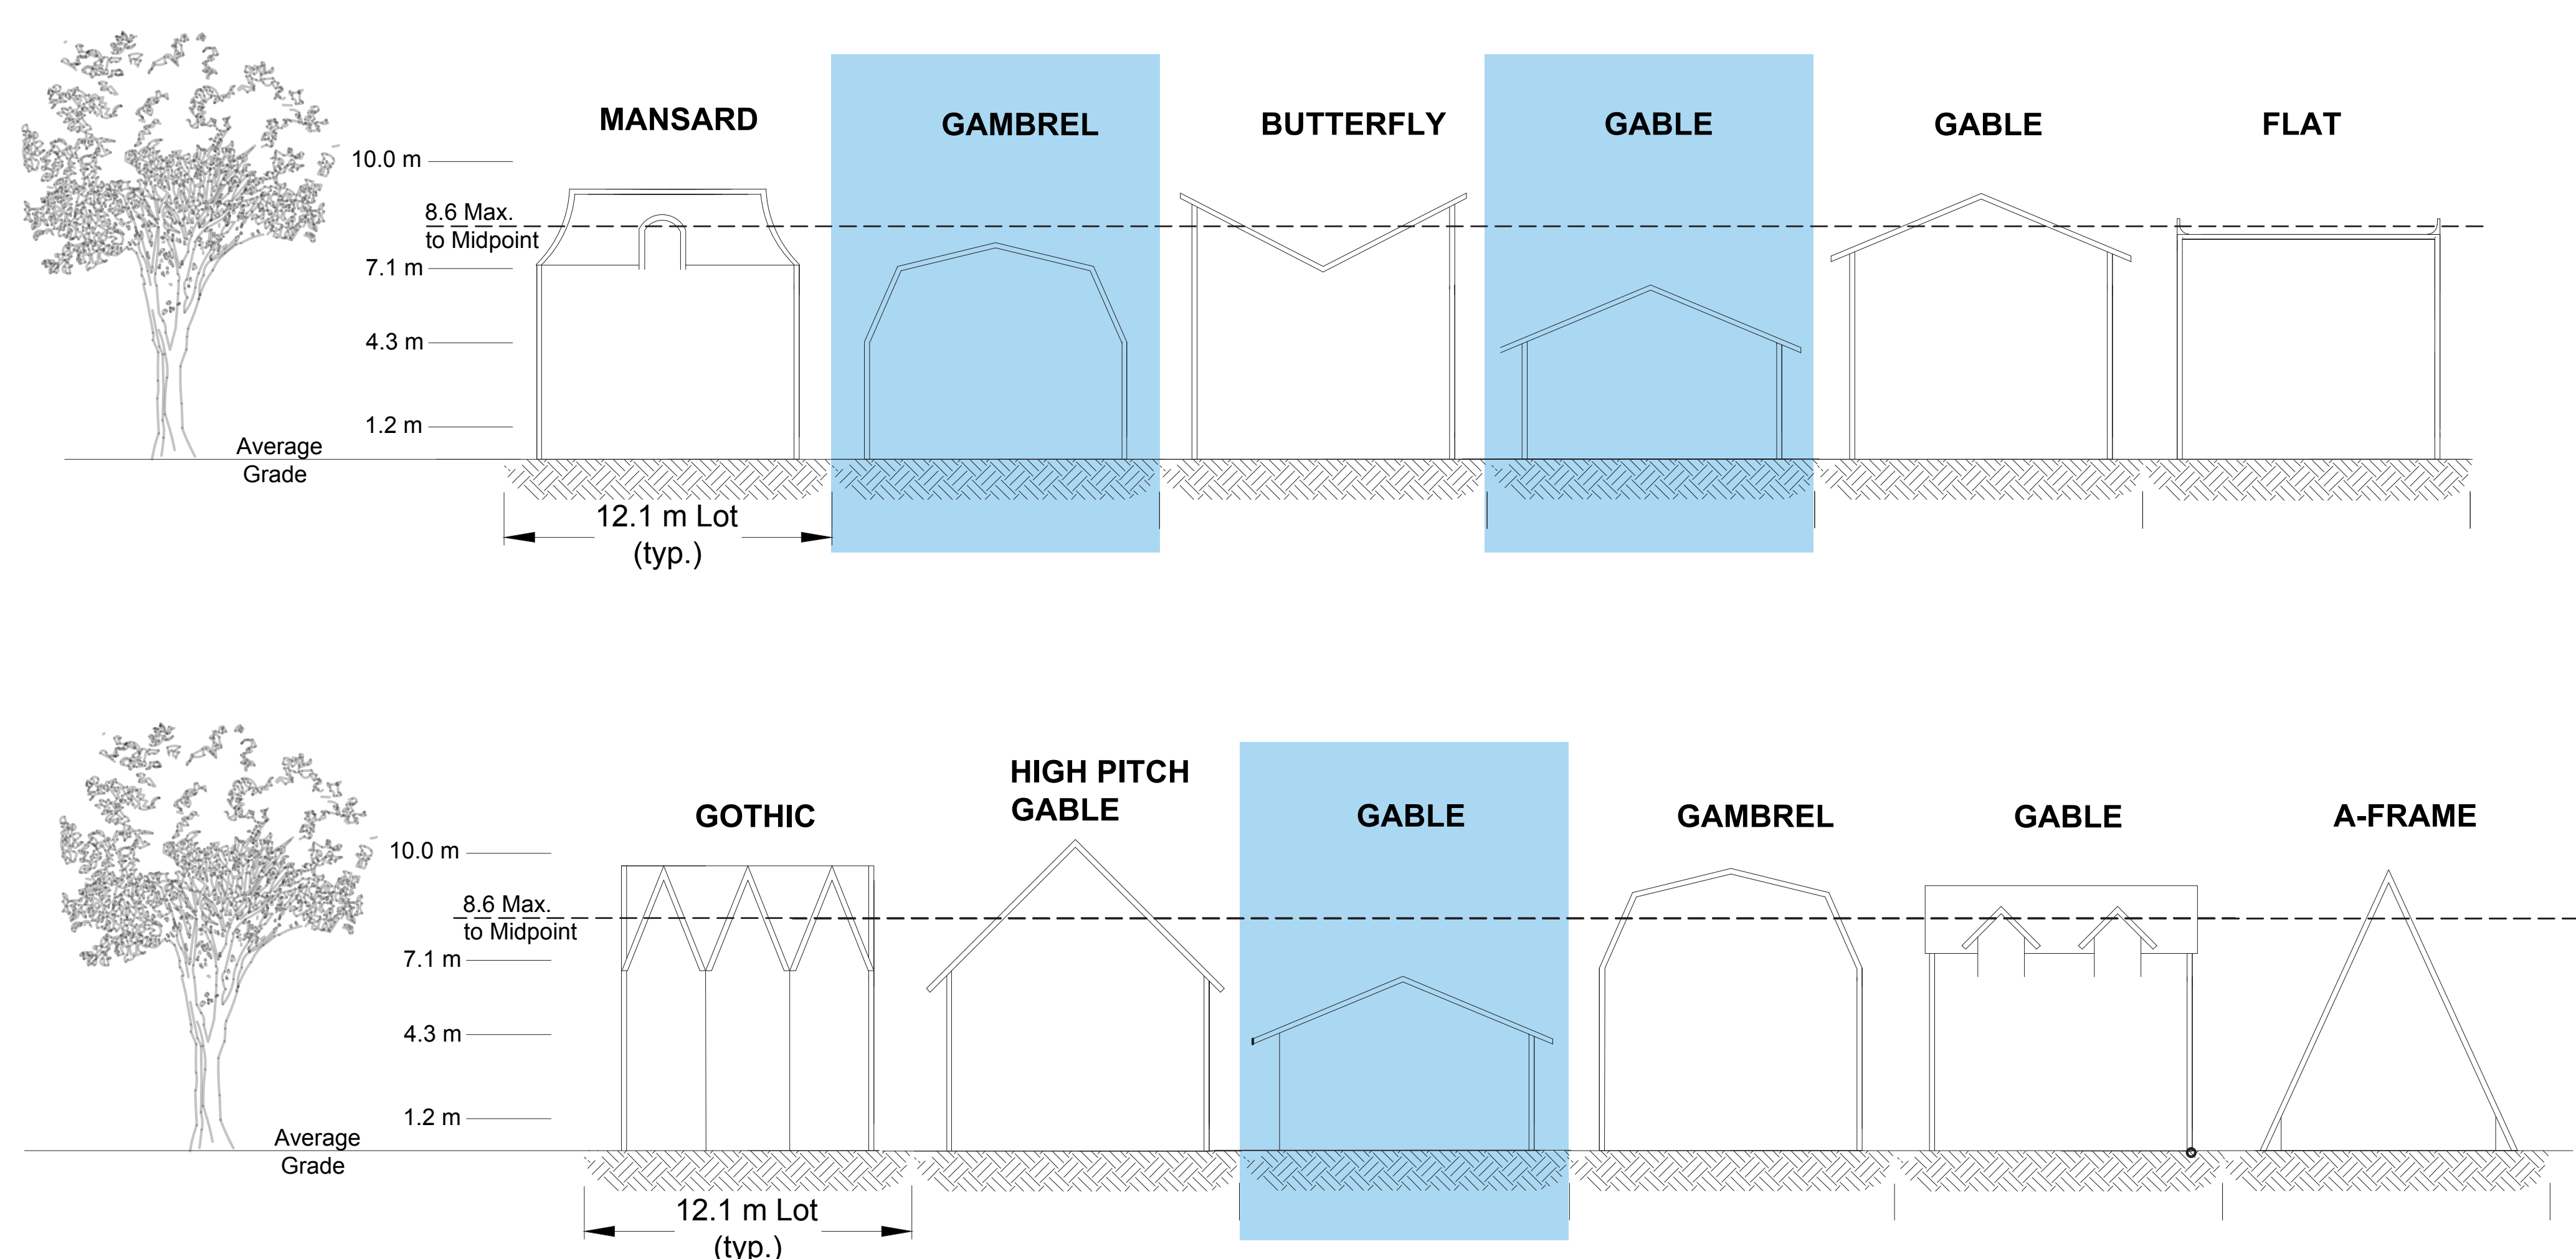 MANSARD
GAMBREL
BUTTERFLY
GABLE
GABLE
FLAT
10.0 m
8.6 Max.
to Midpoint
7.1 m
4.3 m
1.2 m
Average
Grade
12.1 m Lot
(typ.)
HIGH PITCH
GABLE
GOTHIC
GABLE
GAMBREL
GABLE
A-FRAME
10.0 m
8.6 Max.
to Midpoint
7.1 m
4.3 m
1.2 m
Average
Grade
12.1 m Lot
(typ.)